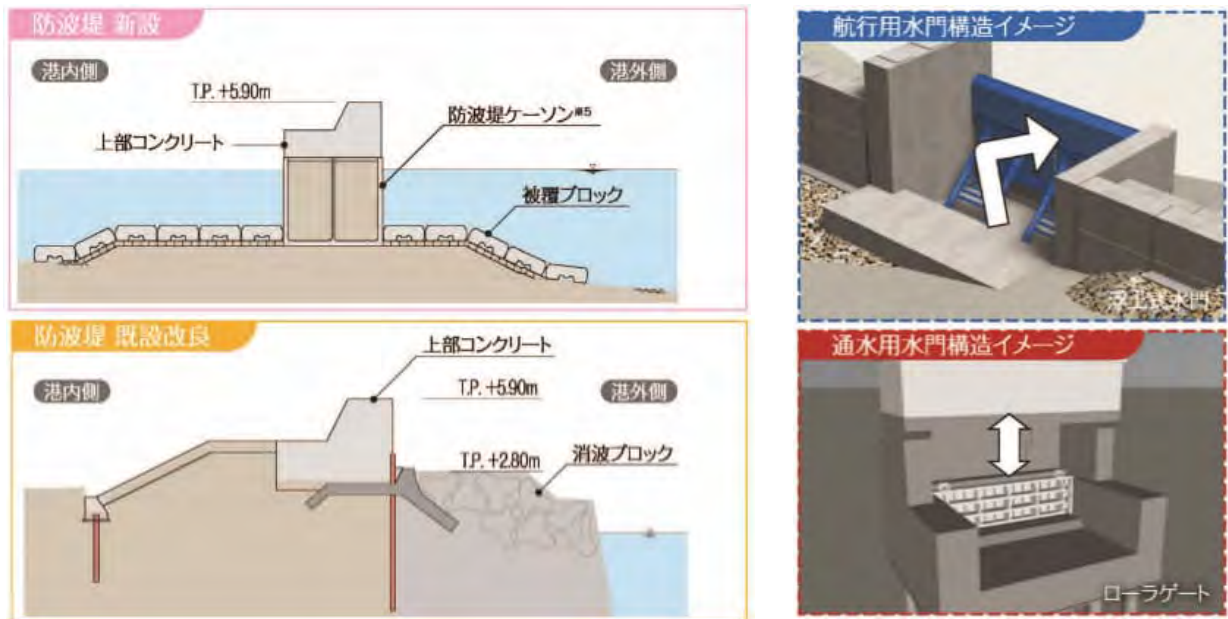 防波堤 新設
港内側
港外側
T.P. +5.90m
防波堤ケーソン※5
上部コンクリート
被覆ブロック
防波堤 既設改良
上部コンクリート
港内側
T.P. +5.90m
港外側
T.P. +2.80m
消波ブロック
航行用水門構造イメージ
浮上式水門
通水用水門構造イメージ
ローラゲート